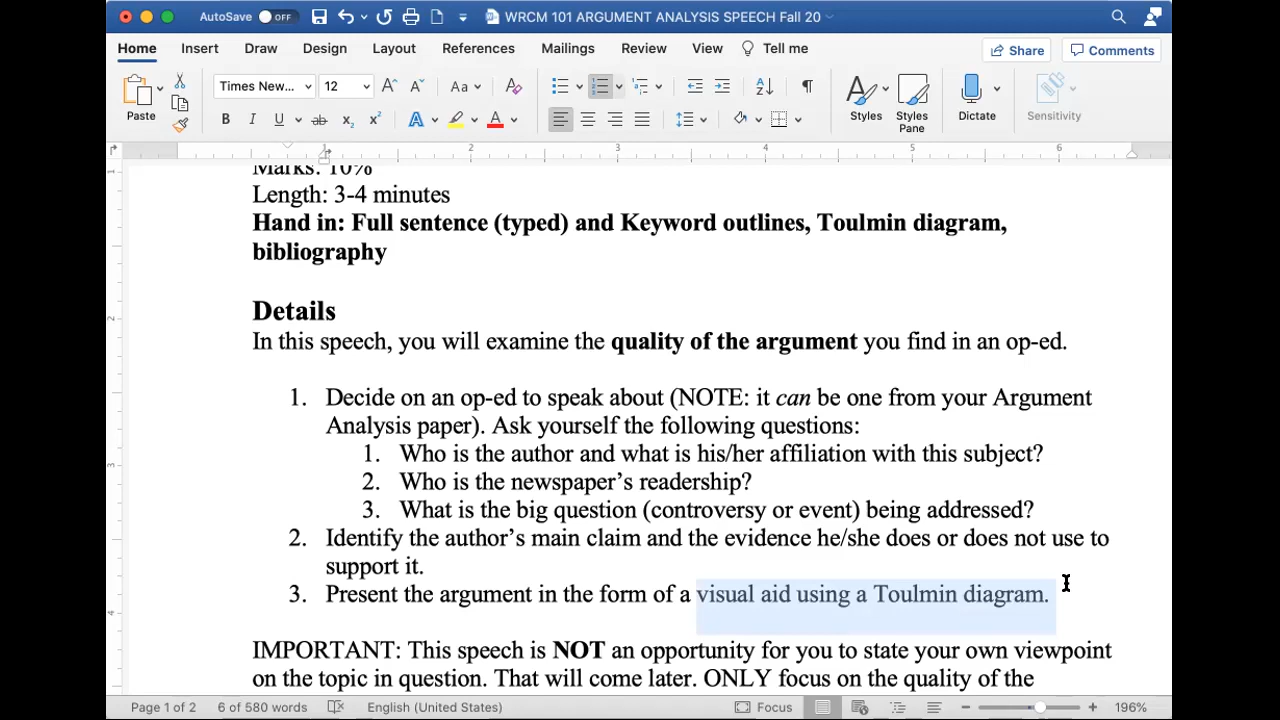 AutoSave OFF WRCM 101 ARGUMENT ANALYSIS SPEECH Fall 20
Home Insert Draw Design Layout References Mailings Review View Tell me Share Comments
Paste Times New... 12 Styles Styles Pane Dictate Sensitivity
1 2 3 4 5 6
Marks: 10%
Length: 3-4 minutes
Hand in: Full sentence (typed) and Keyword outlines, Toulmin diagram,
bibliography
Details
In this speech, you will examine the quality of the argument you find in an op-ed.
1. Decide on an op-ed to speak about (NOTE: it can be one from your Argument
Analysis paper). Ask yourself the following questions:
1. Who is the author and what is his/her affiliation with this subject?
2. Who is the newspaper's readership?
3. What is the big question (controversy or event) being addressed?
2. Identify the author's main claim and the evidence he/she does or does not use to
support it.
3. Present the argument in the form of a visual aid using a Toulmin diagram.
IMPORTANT: This speech is NOT an opportunity for you to state your own viewpoint
on the topic in question. That will come later. ONLY focus on the quality of the
Page 1 of 2 6 of 580 words English (United States) Focus 196%